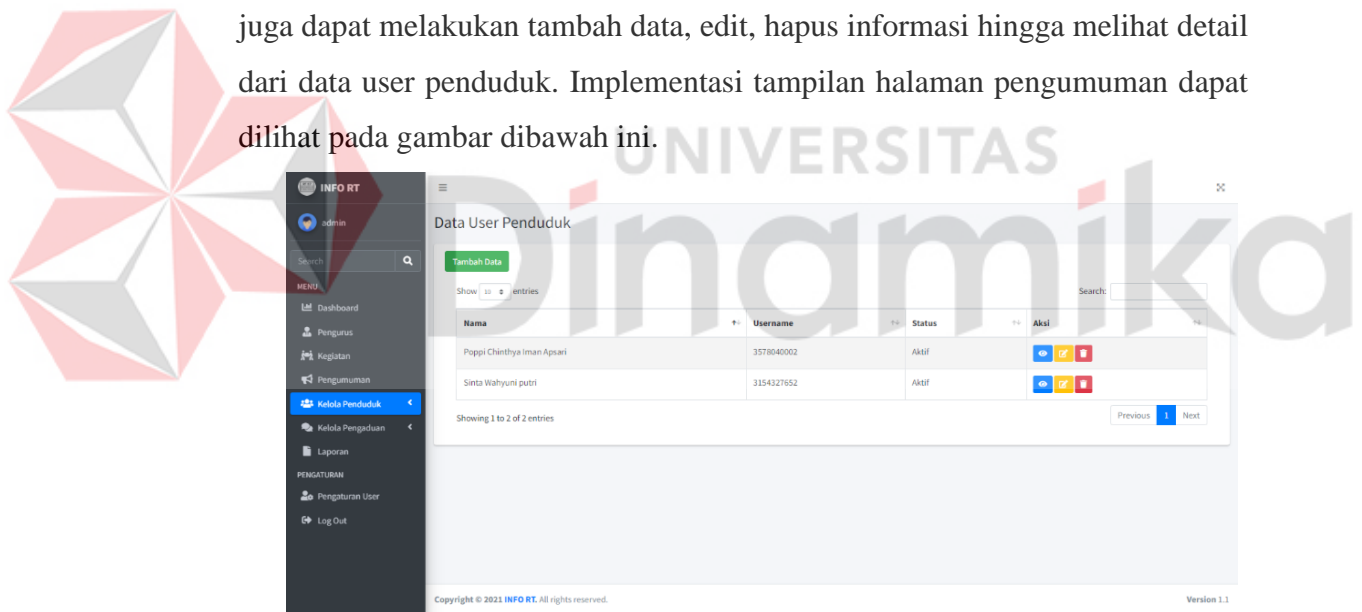 juga dapat melakukan tambah data, edit, hapus informasi hingga melihat detail
dari data user penduduk. Implementasi tampilan halaman pengumuman dapat
dilihat pada gambar dibawah ini.
UNIVERSITAS
Dinamika
INFO RT
admin
Search
MENU
Dashboard
Pengurus
Kegiatan
Pengumuman
Kelola Penduduk
Kelola Pengaduan
Laporan
PENGATURAN
Pengaturan User
Log Out
Data User Penduduk
Tambah Data
Show 10 entries
Search:
Nama Username Status Aksi
Poppi Chinthya Iman Apsari 3578040002 Aktif
Sinta Wahyuni putri 3154327652 Aktif
Showing 1 to 2 of 2 entries
Previous 1 Next
Copyright © 2021 INFO RT. All rights reserved.
Version 1.1